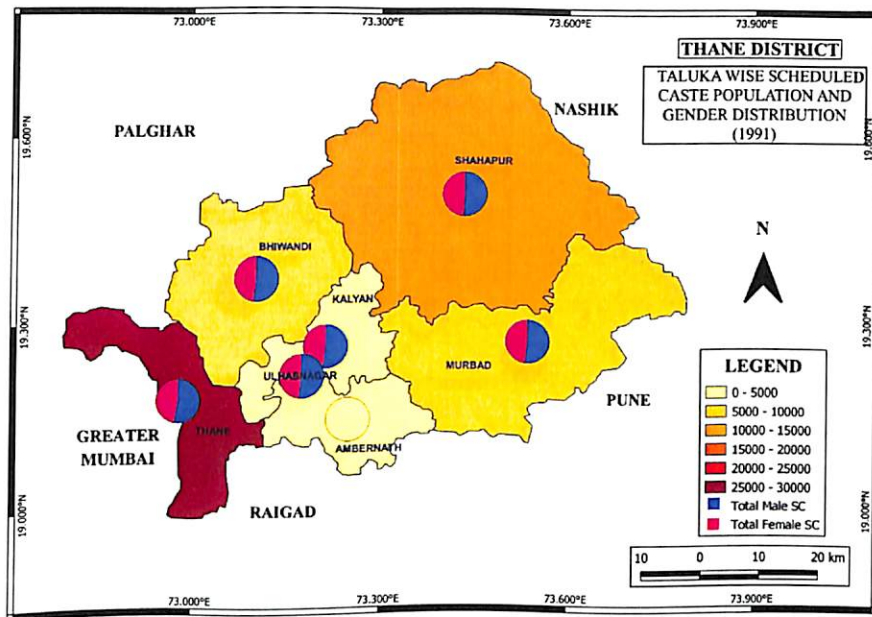 73.000°E 73.300°E 73.600°E 73.900°E
THANE DISTRICT
TALUKA WISE SCHEDULED
CASTE POPULATION AND
GENDER DISTRIBUTION
(1991)
NASHIK
PALGHAR
19.600°N
19.600°N
SHAHAPUR
N
BHIWANDI
KALYAN
19.300°N
19.300°N
MURBAD
ULHASNAGAR
LEGEND
0 - 5000
5000 - 10000
10000 - 15000
15000 - 20000
20000 - 25000
25000 - 30000
Total Male SC
Total Female SC
PUNE
THANE
GREATER
MUMBAI
AMBERNATH
RAIGAD
19.000°N
19.000°N
10 0 10 20 km
73.000°E 73.300°E 73.600°E 73.900°E